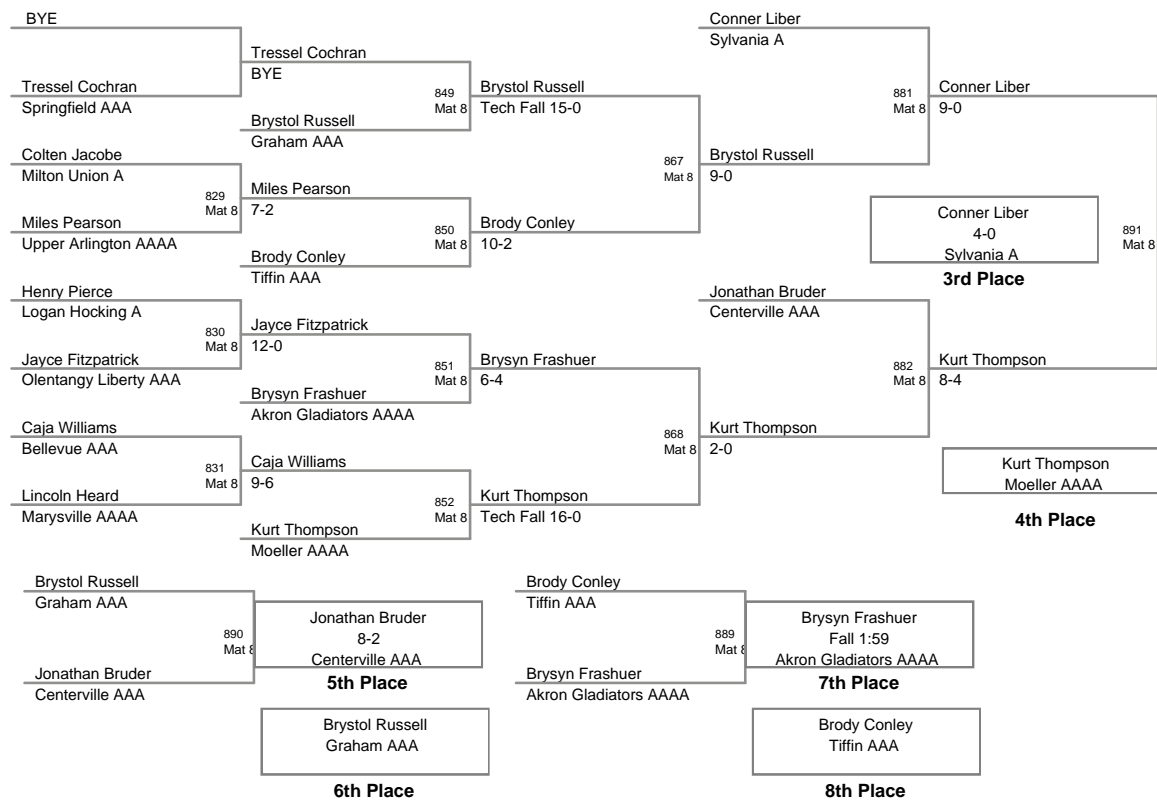 BYE
Tressel Cochran
Springfield AAA
Colten Jacobe
Milton Union A
829
Mat 8
Miles Pearson
Upper Arlington AAAA
Henry Pierce
Logan Hocking A
830
Mat 8
Jayce Fitzpatrick
Olentangy Liberty AAA
Caja Williams
Bellevue AAA
831
Mat 8
Lincoln Heard
Marysville AAAA
Tressel Cochran
BYE
849
Mat 8
Brystol Russell
Graham AAA
Miles Pearson
7-2
850
Mat 8
Brody Conley
Tiffin AAA
Jayce Fitzpatrick
12-0
851
Mat 8
Brysyn Frashuer
Akron Gladiators AAAA
Caja Williams
9-6
852
Mat 8
Kurt Thompson
Moeller AAAA
Brystol Russell
Tech Fall 15-0
867
Mat 8
Brody Conley
10-2
Brysyn Frashuer
6-4
868
Mat 8
Kurt Thompson
Tech Fall 16-0
Conner Liber
Sylvania A
881
Mat 8
Brystol Russell
9-0
Jonathan Bruder
Centerville AAA
882
Mat 8
Kurt Thompson
2-0
Conner Liber
9-0
891
Mat 8
Kurt Thompson
8-4
Conner Liber
4-0
Sylvania A
3rd Place
Kurt Thompson
Moeller AAAA
4th Place
Brystol Russell
Graham AAA
890
Mat 8
Jonathan Bruder
Centerville AAA
Jonathan Bruder
8-2
Centerville AAA
5th Place
Brystol Russell
Graham AAA
6th Place
Brody Conley
Tiffin AAA
889
Mat 8
Brysyn Frashuer
Akron Gladiators AAAA
Brysyn Frashuer
Fall 1:59
Akron Gladiators AAAA
7th Place
Brody Conley
Tiffin AAA
8th Place